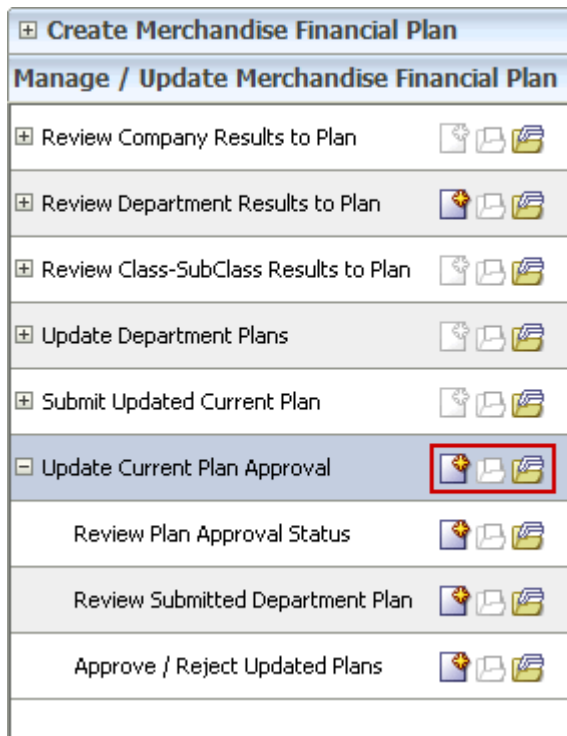 Create Merchandise Financial Plan
Manage / Update Merchandise Financial Plan
Review Company Results to Plan
Review Department Results to Plan
Review Class-SubClass Results to Plan
Update Department Plans
Submit Updated Current Plan
Update Current Plan Approval
Review Plan Approval Status
Review Submitted Department Plan
Approve / Reject Updated Plans